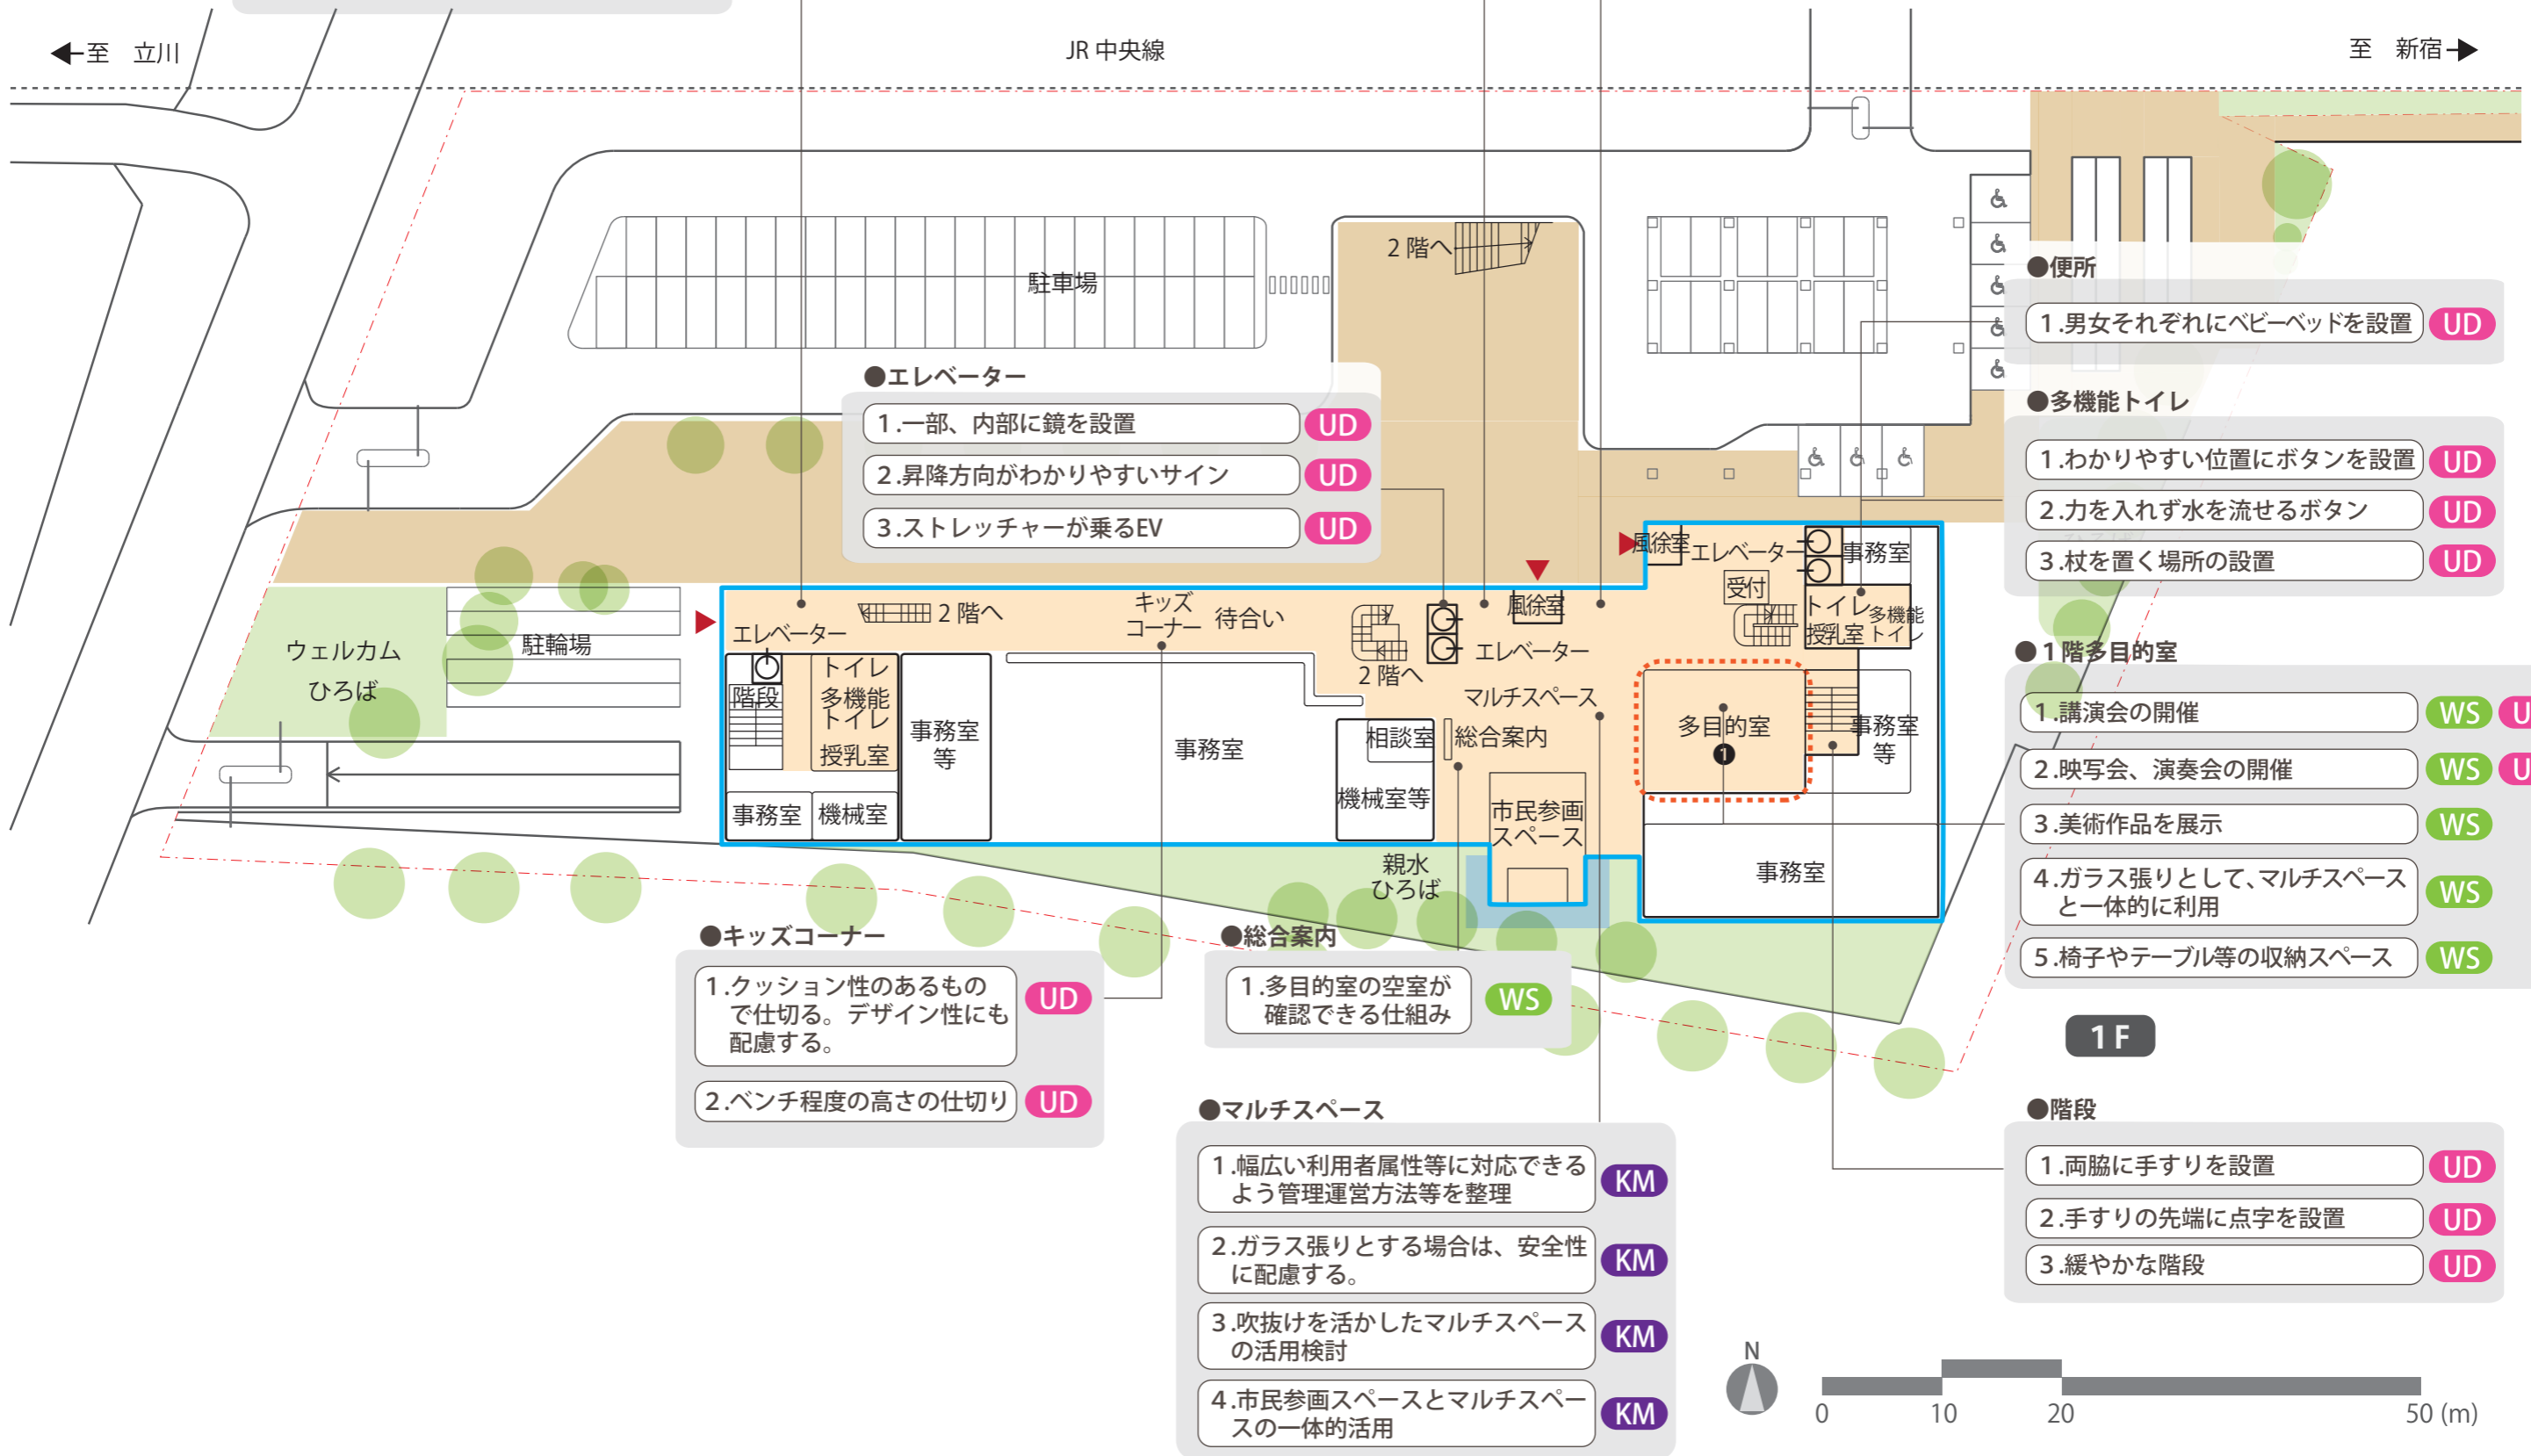 至　立川
JR 中央線
至　新宿
2 階へ
駐車場
●便所
1.男女それぞれにベビーベッドを設置 UD
●エレベーター
1.一部、内部に鏡を設置 UD
2.昇降方向がわかりやすいサイン UD
3.ストレッチャーが乗るEV UD
●多機能トイレ
1.わかりやすい位置にボタンを設置 UD
2.力を入れず水を流せるボタン UD
3.杖を置く場所の設置 UD
風徐室
エレベーター
事務室
受付
トイレ
多機能
トイレ
授乳室
エレベーター
2 階へ
キッズ
コーナー
待合い
風徐室
エレベーター
2 階へ
ウェルカム
ひろば
駐輪場
階段
トイレ
多機能
トイレ
授乳室
事務室
等
事務室
マルチスペース
相談室
総合案内
多目的室
1
事務室
等
事務室
機械室
機械室等
市民参画
スペース
事務室
親水
ひろば
●1階多目的室
1.講演会の開催 WS U
2.映写会、演奏会の開催 WS U
3.美術作品を展示 WS
4.ガラス張りとして、マルチスペース
と一体的に利用 WS
5.椅子やテーブル等の収納スペース WS
●キッズコーナー
1.クッション性のあるもの
で仕切る。デザイン性にも
配慮する。 UD
2.ベンチ程度の高さの仕切り UD
●総合案内
1.多目的室の空室が
確認できる仕組み WS
1F
●マルチスペース
1.幅広い利用者属性等に対応できる
よう管理運営方法等を整理 KM
2.ガラス張りとする場合は、安全性
に配慮する。 KM
3.吹抜けを活かしたマルチスペース
の活用検討 KM
4.市民参画スペースとマルチスペー
スの一体的活用 KM
●階段
1.両脇に手すりを設置 UD
2.手すりの先端に点字を設置 UD
3.緩やかな階段 UD
N
0 10 20 50 (m)